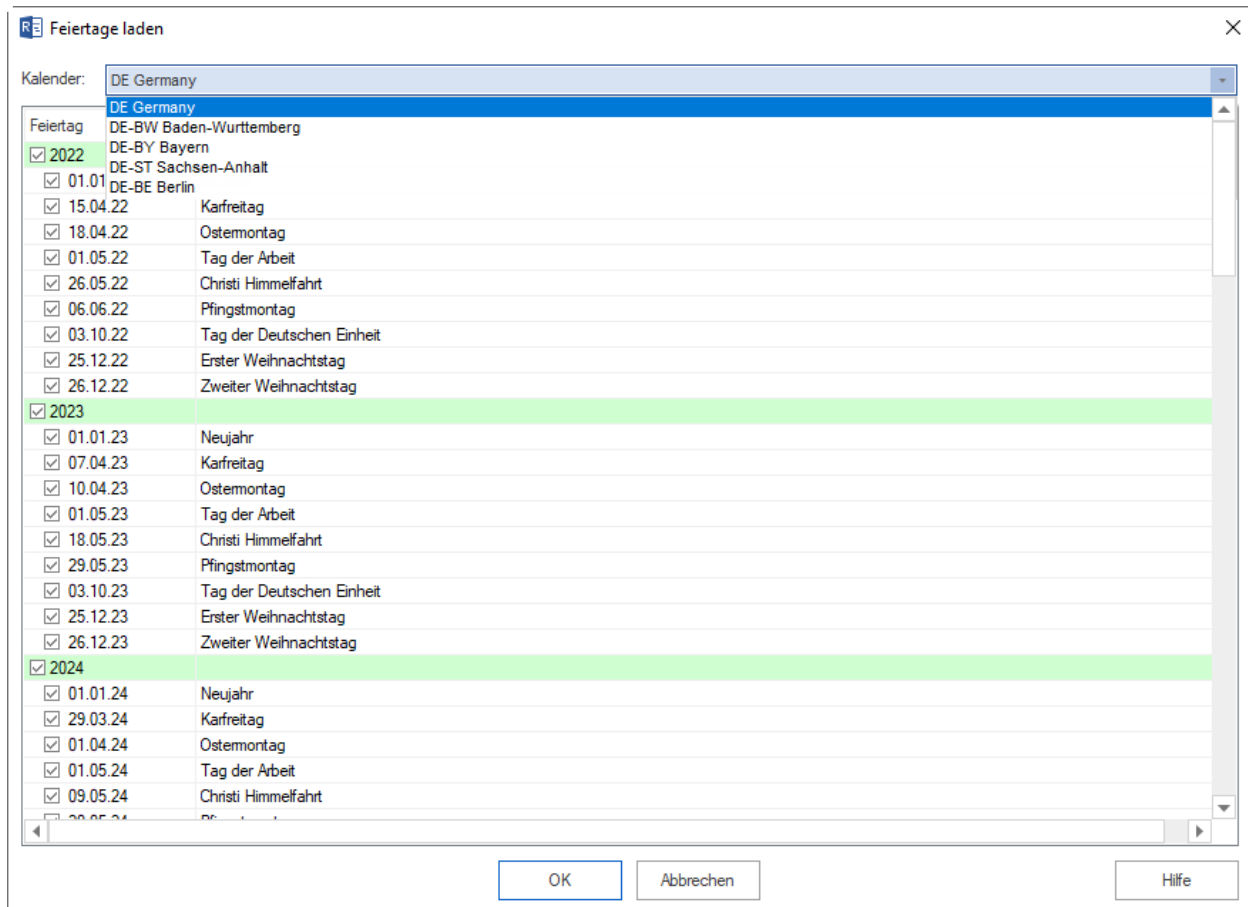 RE Feiertage laden
Kalender: DE Germany
DE Germany
Feiertag DE-BW Baden-Wurttemberg
DE-BY Bayern
2022
DE-ST Sachsen-Anhalt
01.01
DE-BE Berlin
15.04.22 Karfreitag
18.04.22 Ostermontag
01.05.22 Tag der Arbeit
26.05.22 Christi Himmelfahrt
06.06.22 Pfingstmontag
03.10.22 Tag der Deutschen Einheit
25.12.22 Erster Weihnachtstag
26.12.22 Zweiter Weihnachtstag
2023
01.01.23 Neujahr
07.04.23 Karfreitag
10.04.23 Ostermontag
01.05.23 Tag der Arbeit
18.05.23 Christi Himmelfahrt
29.05.23 Pfingstmontag
03.10.23 Tag der Deutschen Einheit
25.12.23 Erster Weihnachtstag
26.12.23 Zweiter Weihnachtstag
2024
01.01.24 Neujahr
29.03.24 Karfreitag
01.04.24 Ostermontag
01.05.24 Tag der Arbeit
09.05.24 Christi Himmelfahrt
OK Abbrechen Hilfe